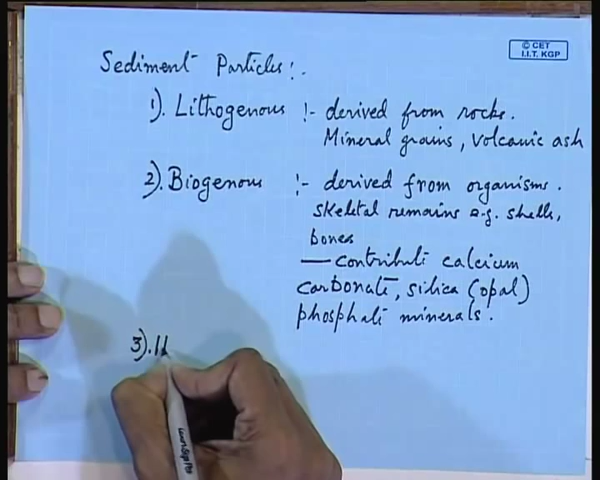 © CET
I.I.T. KGP
Sediment Particles :-
1). Lithogenous :- derived from rocks.
Mineral grains, Volcanic ash
2). Biogenous :- derived from organisms.
Skeletal remains e.g. shells,
bones
— contribute calcium
carbonate, silica (opal)
phosphate minerals.
3).